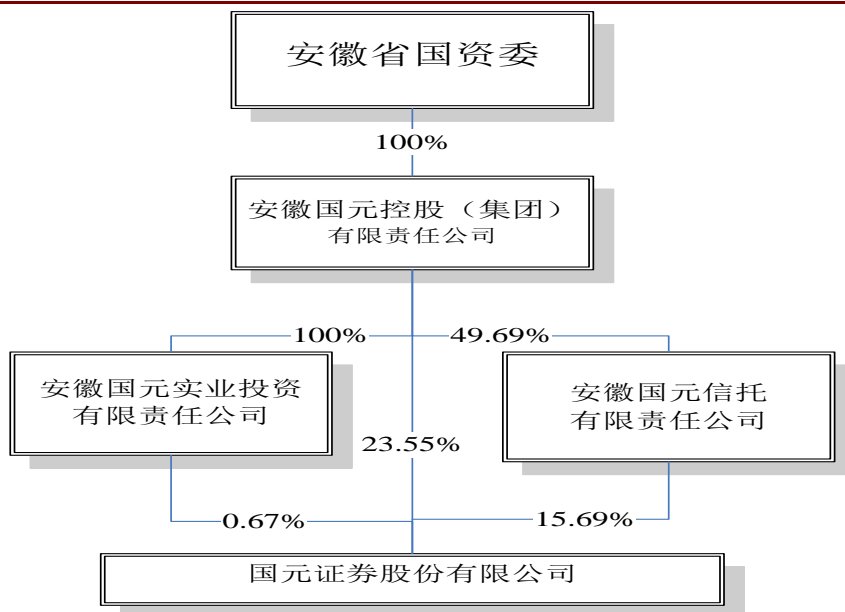 安徽省国资委
100%
安徽国元控股（集团）
有限责任公司
100%
49.69%
安徽国元实业投资
有限责任公司
安徽国元信托
有限责任公司
23.55%
0.67%
15.69%
国元证券股份有限公司